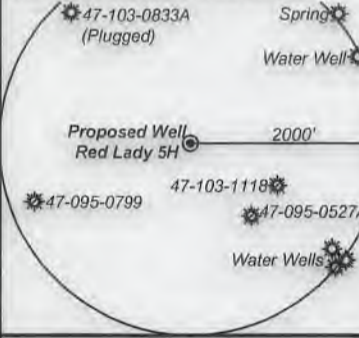 47-103-0833A
(Plugged)
Spring
Water Well
Proposed Well
Red Lady 5H
2000'
47-103-1118
47-095-0799
47-095-0527A
Water Wells